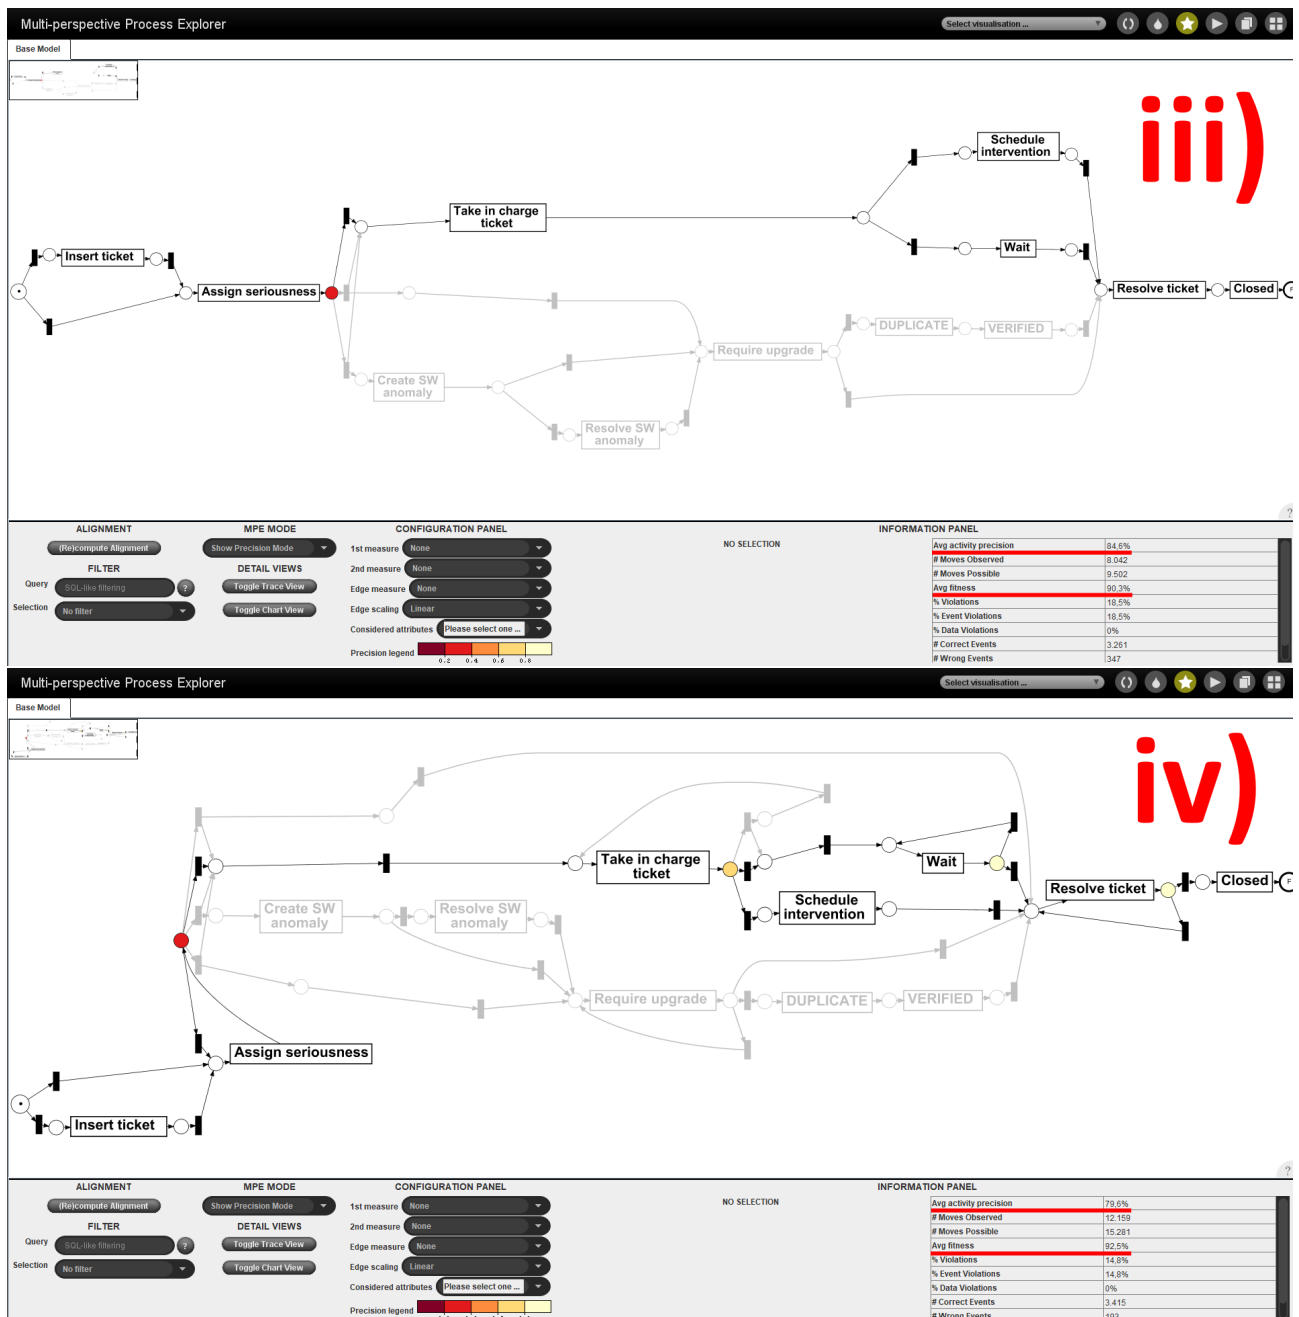 Multi-perspective Process Explorer
Select visualisation ...
Base Model
iii)
Schedule
intervention
Take in charge
ticket
Wait
Insert ticket
Assign seriousness
Resolve ticket
Closed
DUPLICATE
VERIFIED
Require upgrade
Create SW
anomaly
Resolve SW
anomaly
?
ALIGNMENT
(Re)compute Alignment
FILTER
Query
SQL-like filtering
?
Selection
No filter
MPE MODE
Show Precision Mode
DETAIL VIEWS
Toggle Trace View
Toggle Chart View
CONFIGURATION PANEL
1st measure None
2nd measure None
Edge measure None
Edge scaling Linear
Considered attributes Please select one ...
Precision legend
0.2 0.4 0.6 0.8
NO SELECTION
INFORMATION PANEL
Avg activity precision 84,6%
# Moves Observed 8.042
# Moves Possible 9.502
Avg fitness 90,3%
% Violations 18,5%
% Event Violations 18,5%
% Data Violations 0%
# Correct Events 3.261
# Wrong Events 347
Multi-perspective Process Explorer
Select visualisation ...
Base Model
iv)
Take in charge
ticket
Wait
Closed
Resolve ticket
Schedule
intervention
Create SW
anomaly
Resolve SW
anomaly
Require upgrade
DUPLICATE
VERIFIED
Assign seriousness
Insert ticket
?
ALIGNMENT
(Re)compute Alignment
FILTER
Query
SQL-like filtering
?
Selection
No filter
MPE MODE
Show Precision Mode
DETAIL VIEWS
Toggle Trace View
Toggle Chart View
CONFIGURATION PANEL
1st measure None
2nd measure None
Edge measure None
Edge scaling Linear
Considered attributes Please select one ...
Precision legend
NO SELECTION
INFORMATION PANEL
Avg activity precision 79,6%
# Moves Observed 12.159
# Moves Possible 15.281
Avg fitness 92,5%
% Violations 14,8%
% Event Violations 14,8%
% Data Violations 0%
# Correct Events 3.415
# Wrong Events 193